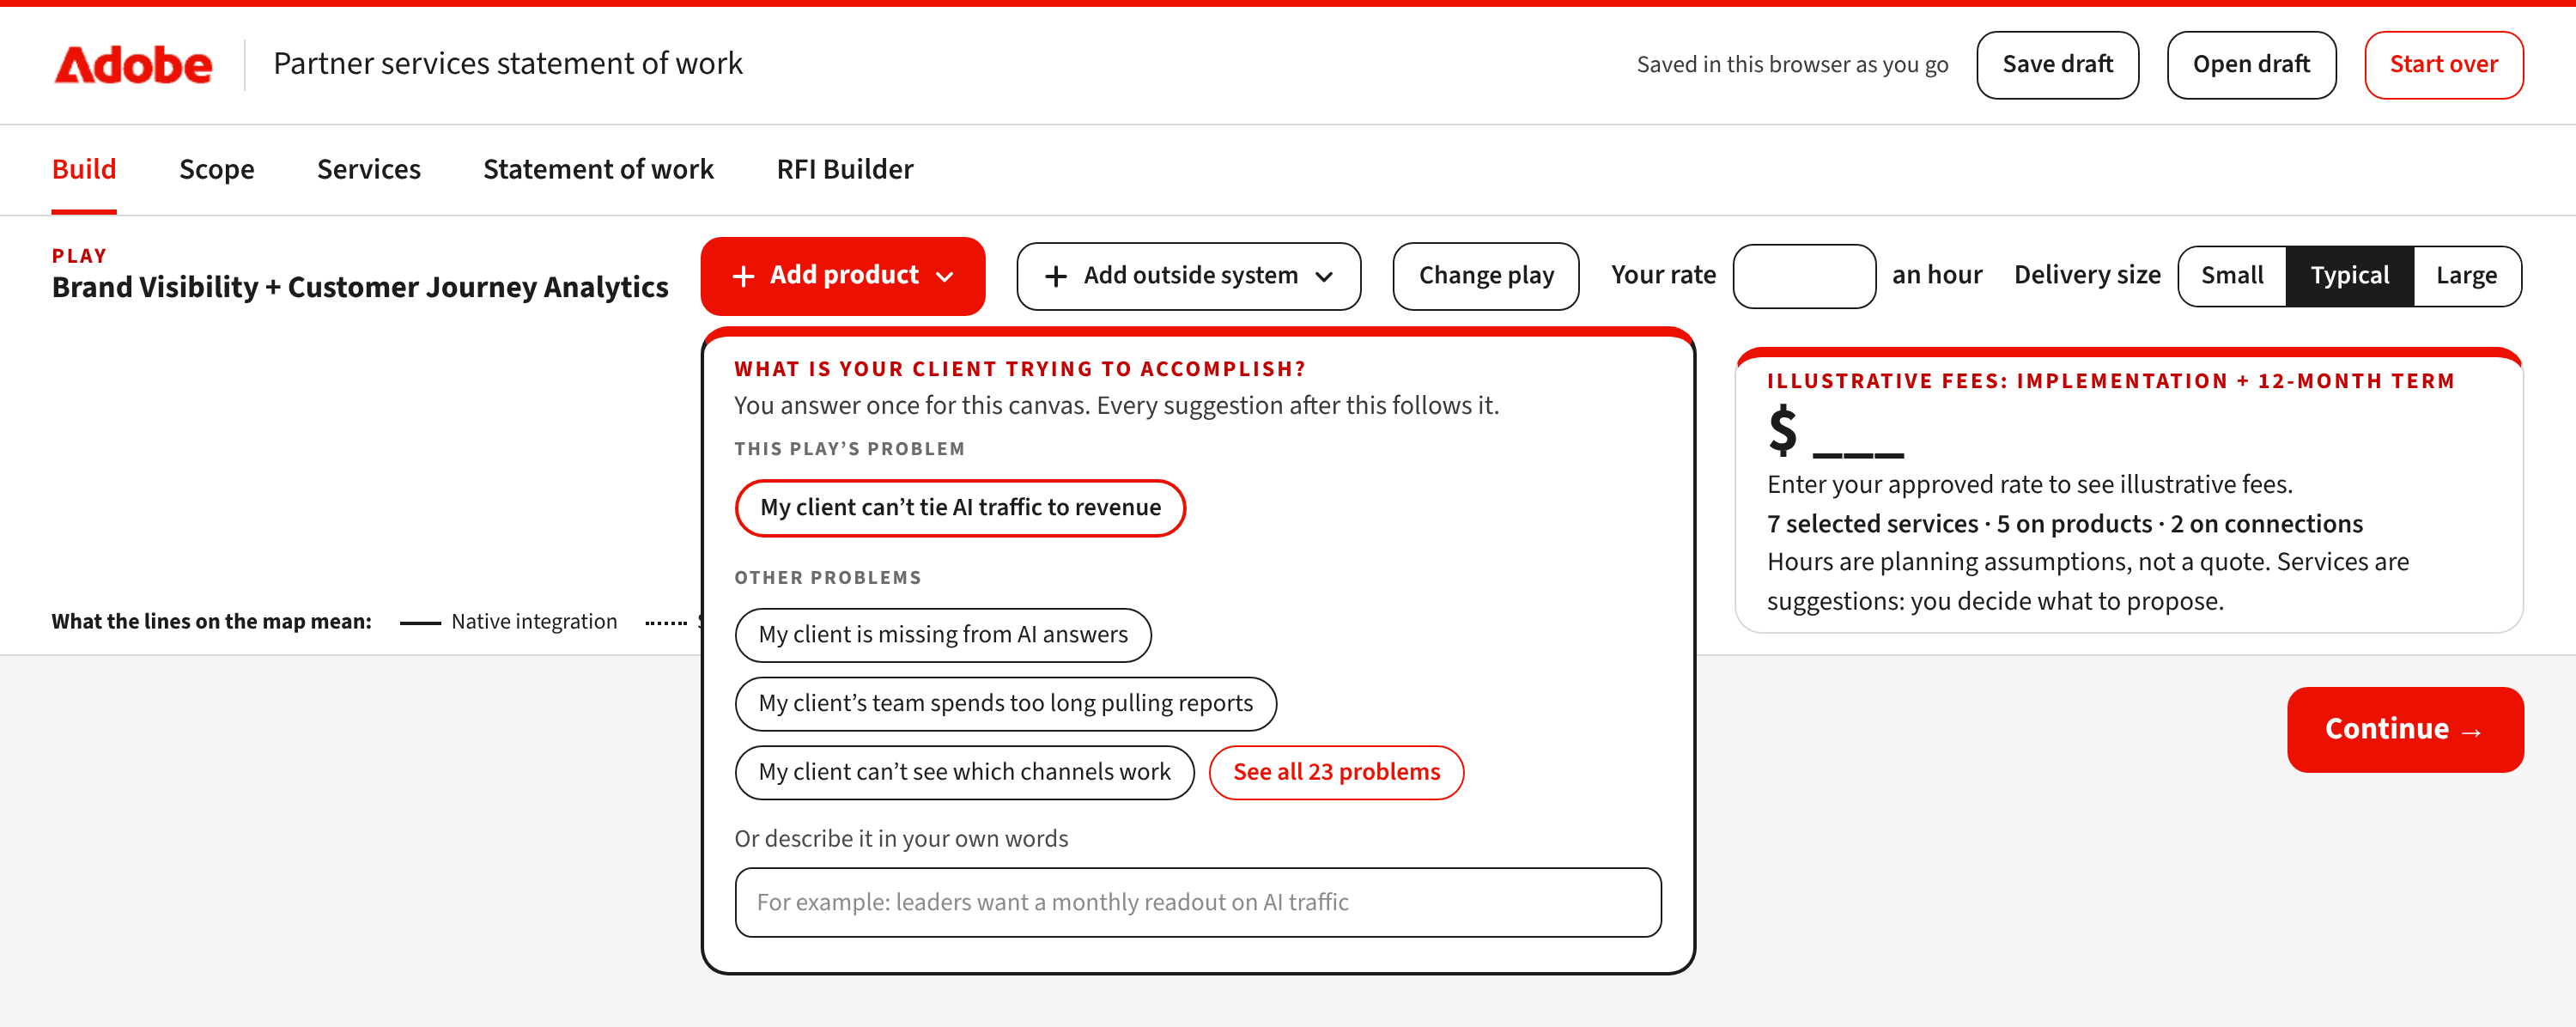 Adobe
Partner services statement of work
Saved in this browser as you go
Save draft
Open draft
Start over
Build
Scope
Services
Statement of work
RFI Builder
PLAY
Brand Visibility + Customer Journey Analytics
+ Add product
+ Add outside system
Change play
Your rate
an hour
Delivery size
Small
Typical
Large
WHAT IS YOUR CLIENT TRYING TO ACCOMPLISH?
You answer once for this canvas. Every suggestion after this follows it.
THIS PLAY’S PROBLEM
My client can’t tie AI traffic to revenue
OTHER PROBLEMS
My client is missing from AI answers
My client’s team spends too long pulling reports
My client can’t see which channels work
See all 23 problems
Or describe it in your own words
For example: leaders want a monthly readout on AI traffic
ILLUSTRATIVE FEES: IMPLEMENTATION + 12-MONTH TERM
$ ___
Enter your approved rate to see illustrative fees.
7 selected services · 5 on products · 2 on connections
Hours are planning assumptions, not a quote. Services are
suggestions: you decide what to propose.
What the lines on the map mean:
Native integration
Continue →